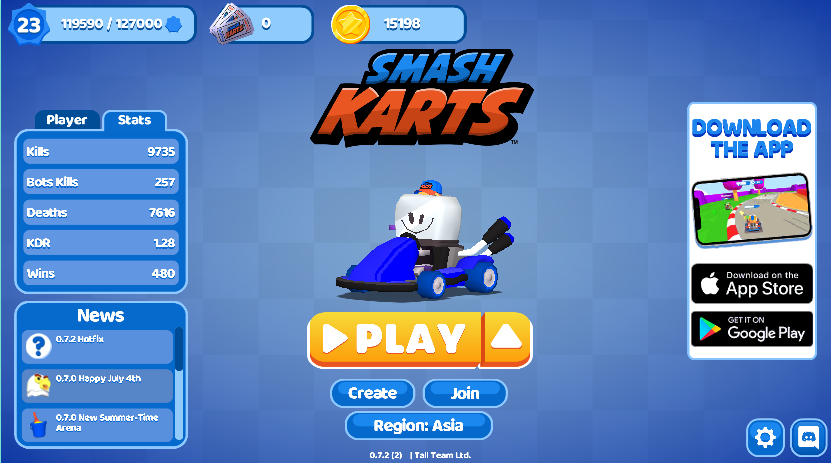 23
119590 / 127000
0
15198
SMASH
KARTS
TM
Player
Stats
Kills 9735
Bots Kills 257
Deaths 7616
KDR 1.28
Wins 480
News
0.7.2 Hotfix
0.7.0 Happy July 4th
0.7.0 New Summer-Time
Arena
PLAY
Create
Join
Region: Asia
0.7.2 (2) | Tall Team Ltd.
DOWNLOAD
THE APP
Download on the
App Store
GET IT ON
Google Play